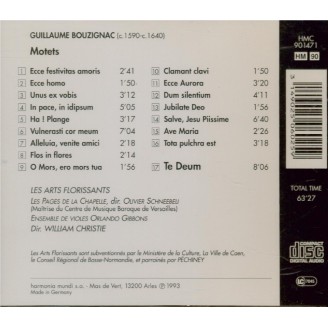 GUILLAUME BOUZIGNAC (c.1590-c.1640)
Motets
1 Ecce festivitas amoris 2'41
2 Ecce homo 1'50
3 Unus ex vobis 3'12
4 In pace, in idipsum 5'05
5 Ha! Plange 3'17
6 Vulnerasti cor meum 2'04
7 Alleluia, venite amici 2'18
8 Flos in flores 2'14
9 O Mors, ero mors tua 1'56
10 Clamant clavi 1'50
11 Ecce Aurora 3'20
12 Dum silentium 4'11
13 Jubilate Deo 1'56
14 Salve, Jesu Piissime 6'40
15 Ave Maria 2'27
16 Tota pulchra est 3'18
17 Te Deum 8'06
LES ARTS FLORISSANTS
LES PAGES DE LA CHAPELLE, dir. OLIVIER SCHNEEBELI
(Maîtrise du Centre de Musique Baroque de Versailles)
ENSEMBLE DE VIOLES ORLANDO GIBBONS
Dir. WILLIAM CHRISTIE
Les Arts Florissants sont subventionnés par le Ministère de la Culture, La Ville de Caen,
le Conseil Régional de Basse-Normandie, et parrainés par PECHINEY
harmonia mundi s.a. - Mas de Vert, 13200 Arles Ⓟ 1993
Made in Germany
HMC
901471
HM 90
TOTAL TIME
63'27
COMPACT
disc
DIGITAL AUDIO